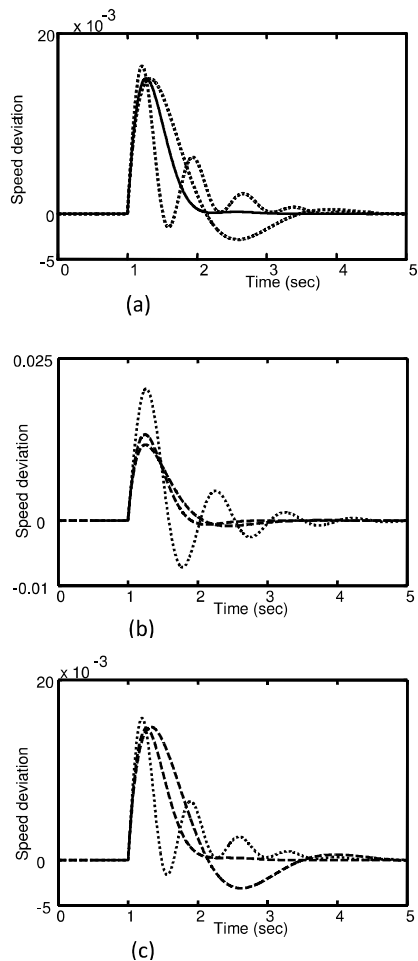 x 10⁻³
20
Speed deviation
0
-5
0 1 2 3 4 5
Time (sec)
(a)
0.025
Speed deviation
0
-0.01
0 1 2 3 4 5
Time (sec)
(b)
x 10⁻³
20
Speed deviation
0
-5
0 1 2 3 4 5
Time (sec)
(c)